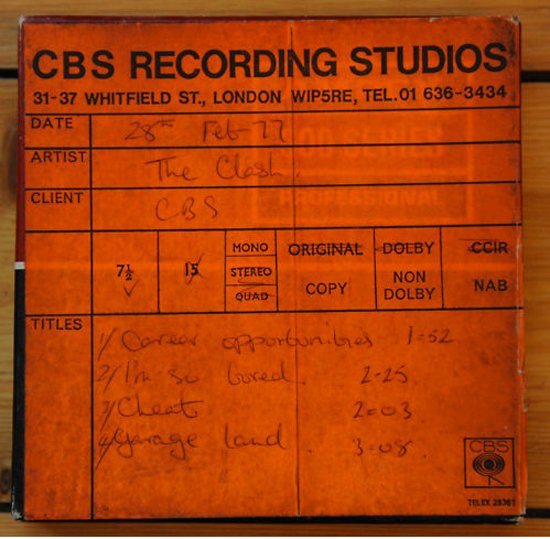 CBS RECORDING STUDIOS
31-37 WHITFIELD ST., LONDON W1P5RE, TEL. 01 636-3434
DATE 28th Feb-77
ARTIST The Clash.
CLIENT CBS
7½ 15 MONO STEREO QUAD ORIGINAL COPY DOLBY NON DOLBY CCIR NAB
TITLES
1/ Career opportunities 1=52
2/ I'm so bored. 2-25
3/ Cheat 2=03
4/ Garage land. 3=08.
CBS
TELEX 28361
PROFESSIONAL